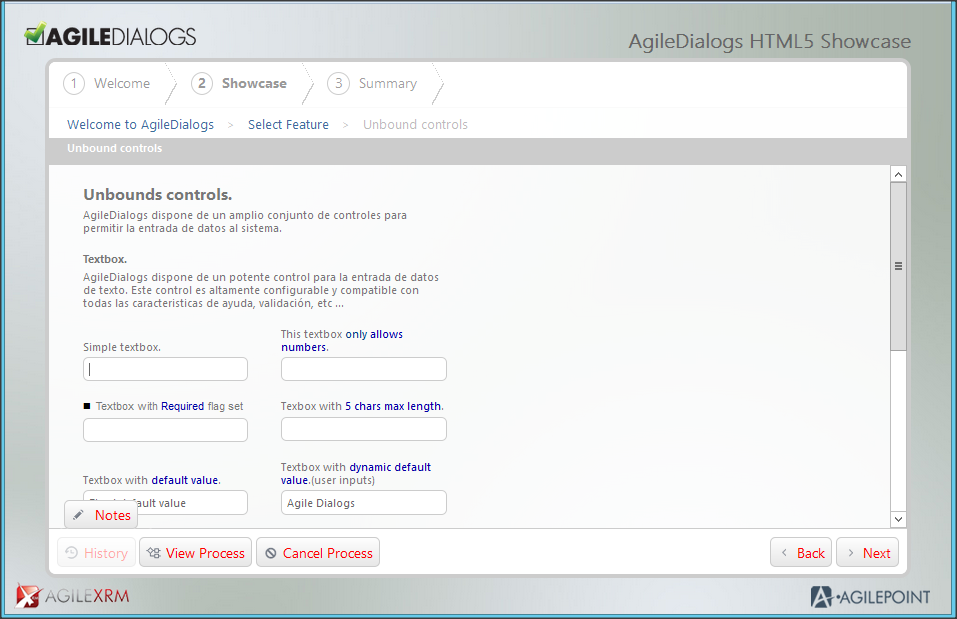 AGILEDIALOGS
AgileDialogs HTML5 Showcase
1 Welcome 2 Showcase 3 Summary
Welcome to AgileDialogs > Select Feature > Unbound controls
Unbound controls
Unbounds controls.
AgileDialogs dispone de un amplio conjunto de controles para
permitir la entrada de datos al sistema.
Textbox.
AgileDialogs dispone de un potente control para la entrada de datos
de texto. Este control es altamente configurable y compatible con
todas las caracteristicas de ayuda, validación, etc ...
Simple textbox.
This textbox only allows
numbers.
Textbox with Required flag set
Texbox with 5 chars max length.
Textbox with default value.
Textbox with dynamic default
value.(user inputs)
value
Agile Dialogs
Notes
History View Process Cancel Process < Back > Next
AGILEXRM
AGILEPOINT